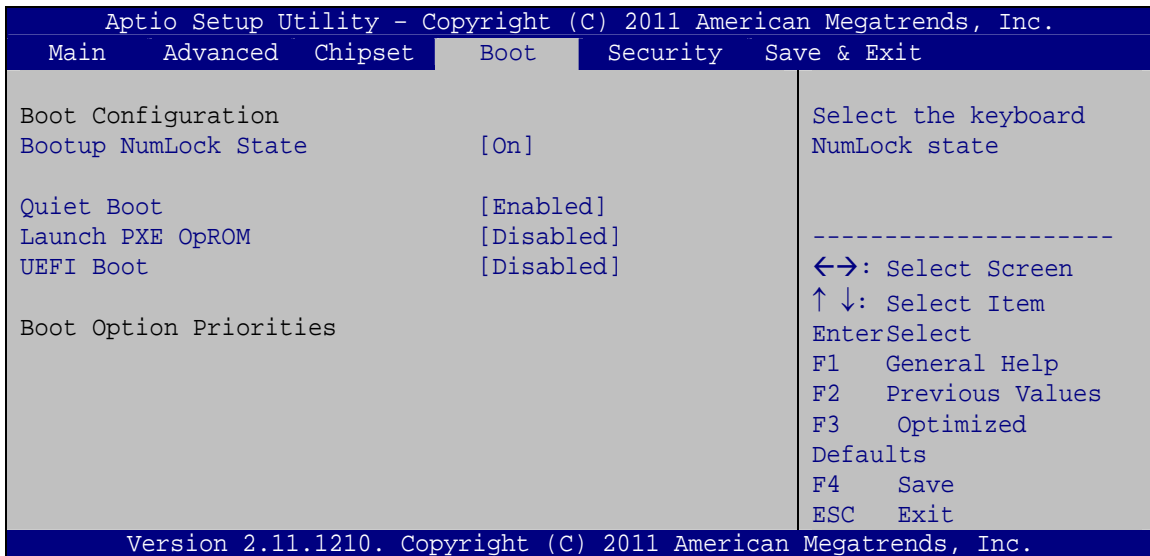 Aptio Setup Utility – Copyright (C) 2011 American Megatrends, Inc.
Main Advanced Chipset Boot Security Save & Exit
Boot Configuration
Bootup NumLock State [On]
Quiet Boot [Enabled]
Launch PXE OpROM [Disabled]
UEFI Boot [Disabled]
Boot Option Priorities
Select the keyboard
NumLock state
---------------------
←→: Select Screen
↑ ↓: Select Item
EnterSelect
F1 General Help
F2 Previous Values
F3 Optimized
Defaults
F4 Save
ESC Exit
Version 2.11.1210. Copyright (C) 2011 American Megatrends, Inc.